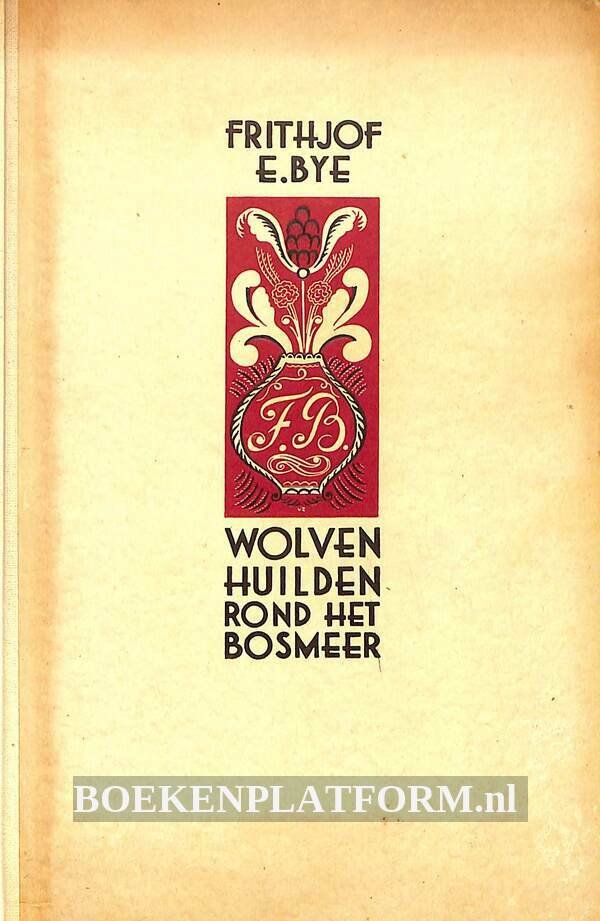 FRITHJOF
E. BYE
F.B.
WOLVEN
HUILDEN
ROND HET
BOSMEER
BOEKENPLATFORM.nl